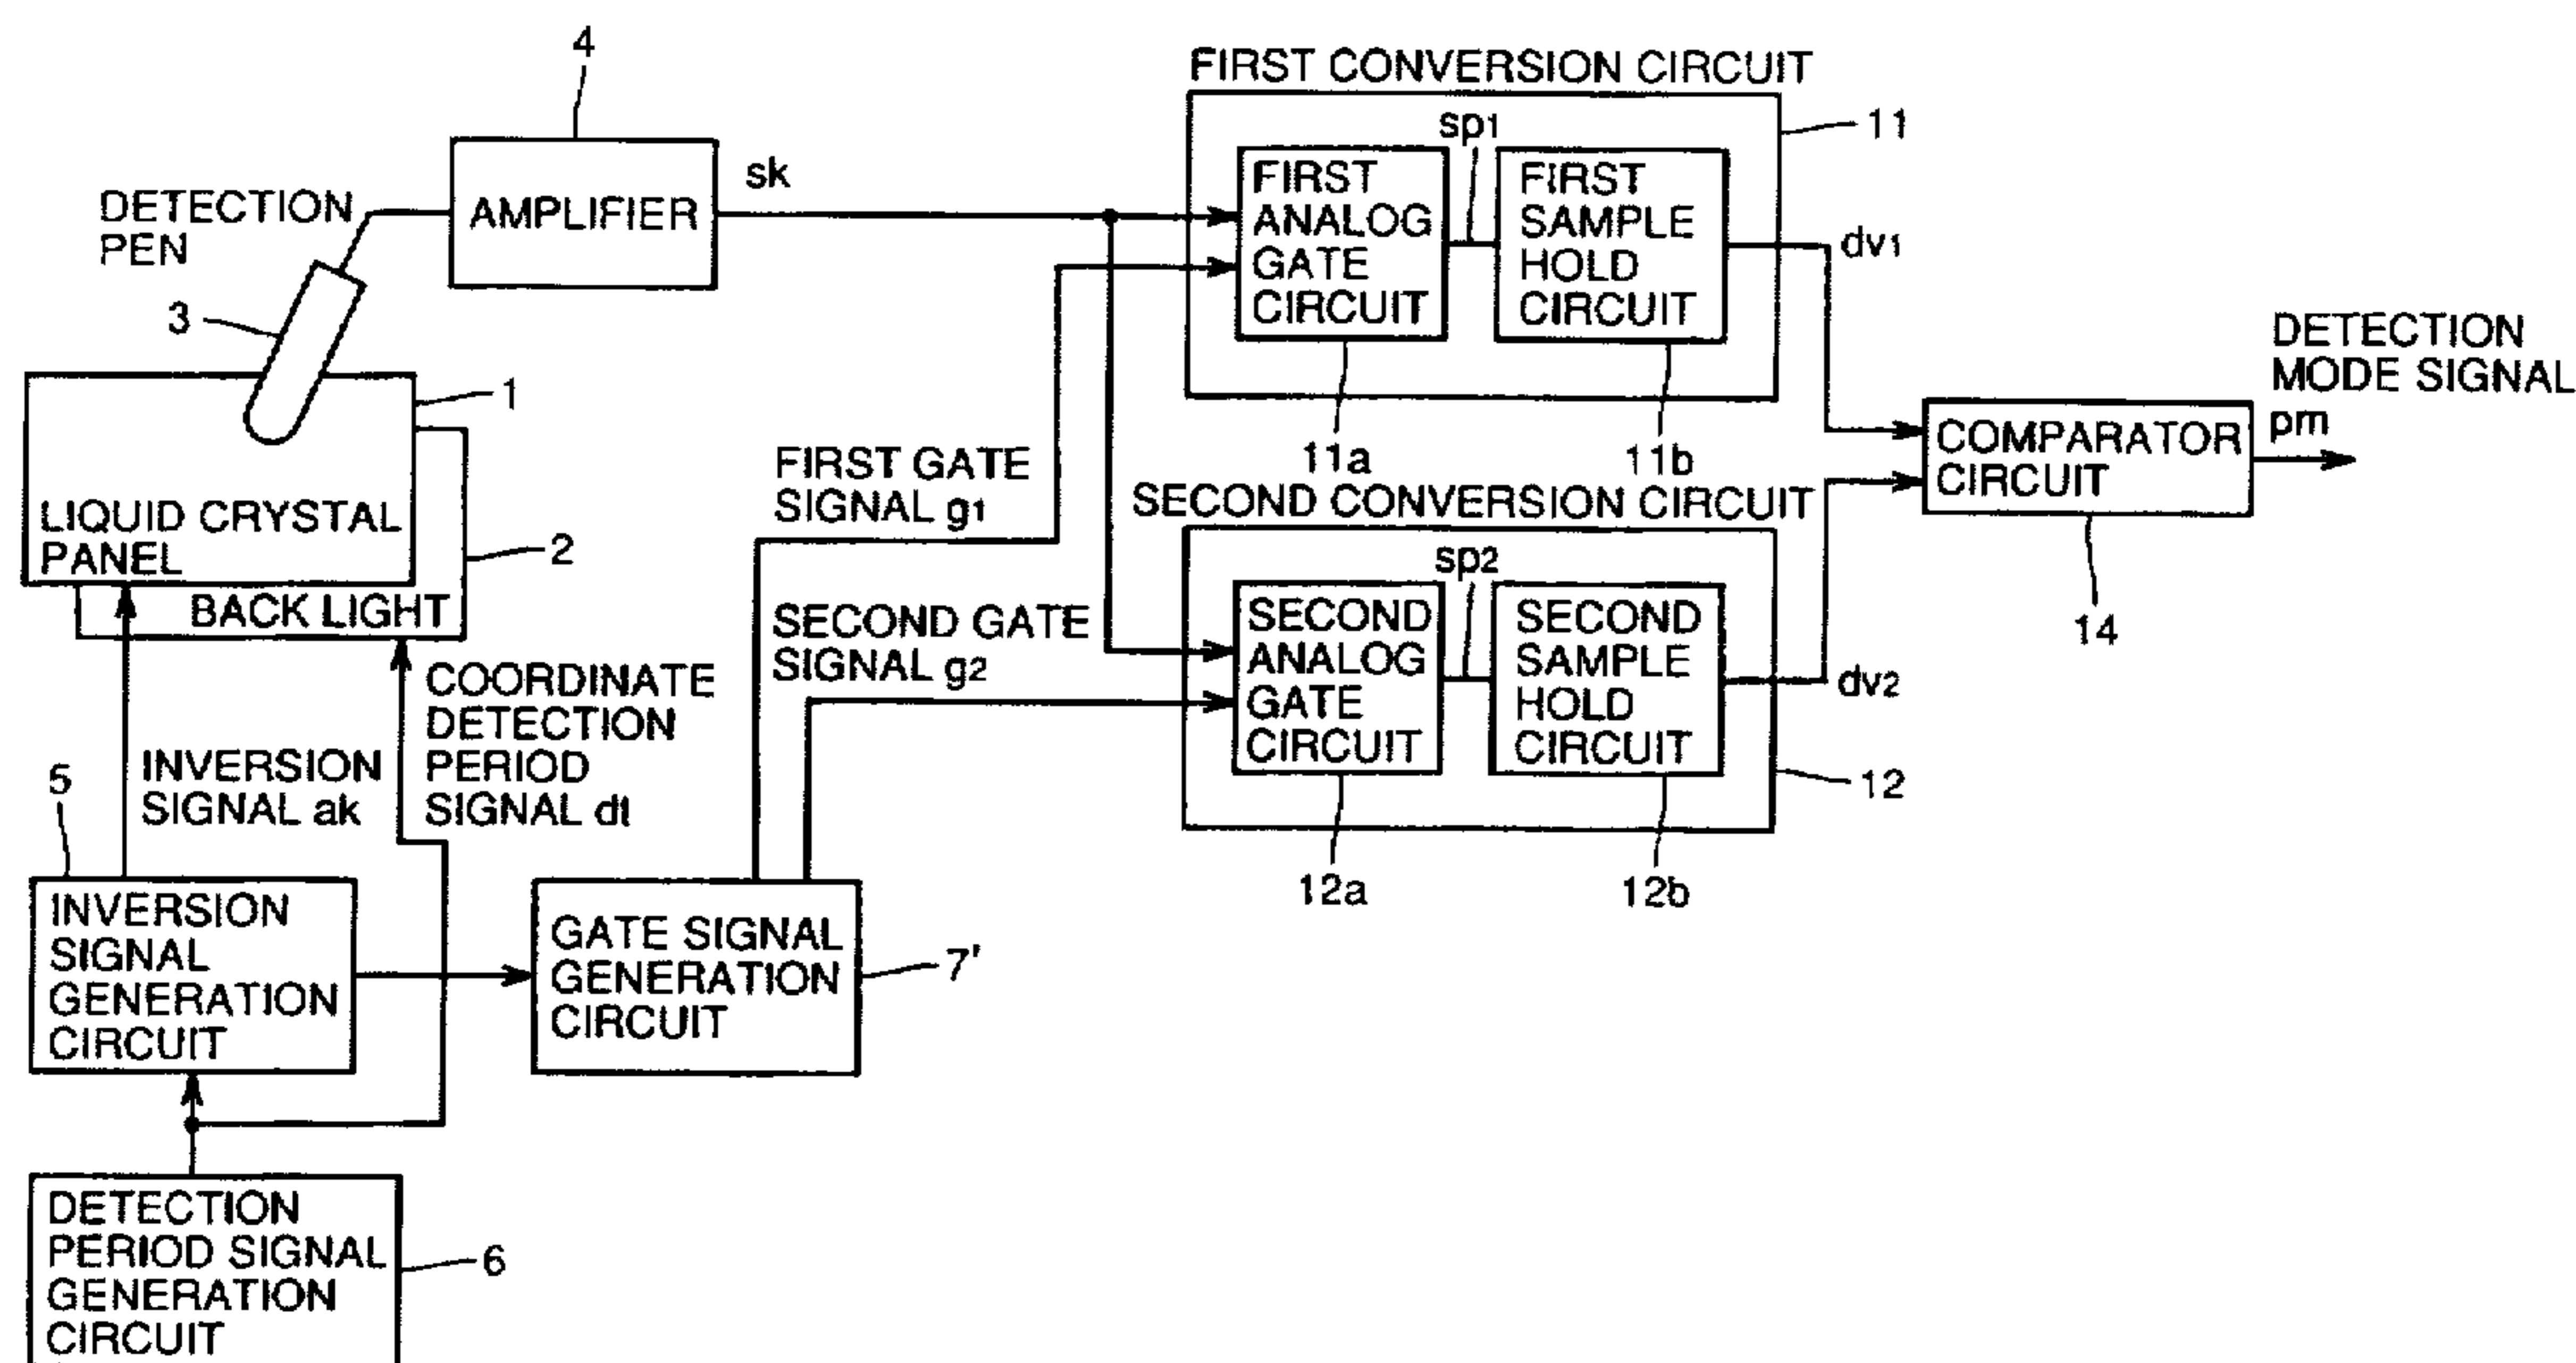 4
FIRST CONVERSION CIRCUIT
sp1
11
sk
DETECTION
PEN
AMPLIFIER
FIRST
ANALOG
GATE
CIRCUIT
FIRST
SAMPLE
HOLD
CIRCUIT
dv1
3
DETECTION
MODE SIGNAL
pm
1
11a
11b
FIRST GATE
SIGNAL g1
COMPARATOR
CIRCUIT
14
LIQUID CRYSTAL
PANEL
2
BACK LIGHT
SECOND CONVERSION CIRCUIT
sp2
SECOND GATE
SIGNAL g2
SECOND
ANALOG
GATE
CIRCUIT
SECOND
SAMPLE
HOLD
CIRCUIT
dv2
12
12a
12b
COORDINATE
DETECTION
PERIOD
SIGNAL dt
INVERSION
SIGNAL ak
5
INVERSION
SIGNAL
GENERATION
CIRCUIT
GATE SIGNAL
GENERATION
CIRCUIT
7'
DETECTION
PERIOD SIGNAL
GENERATION
CIRCUIT
6